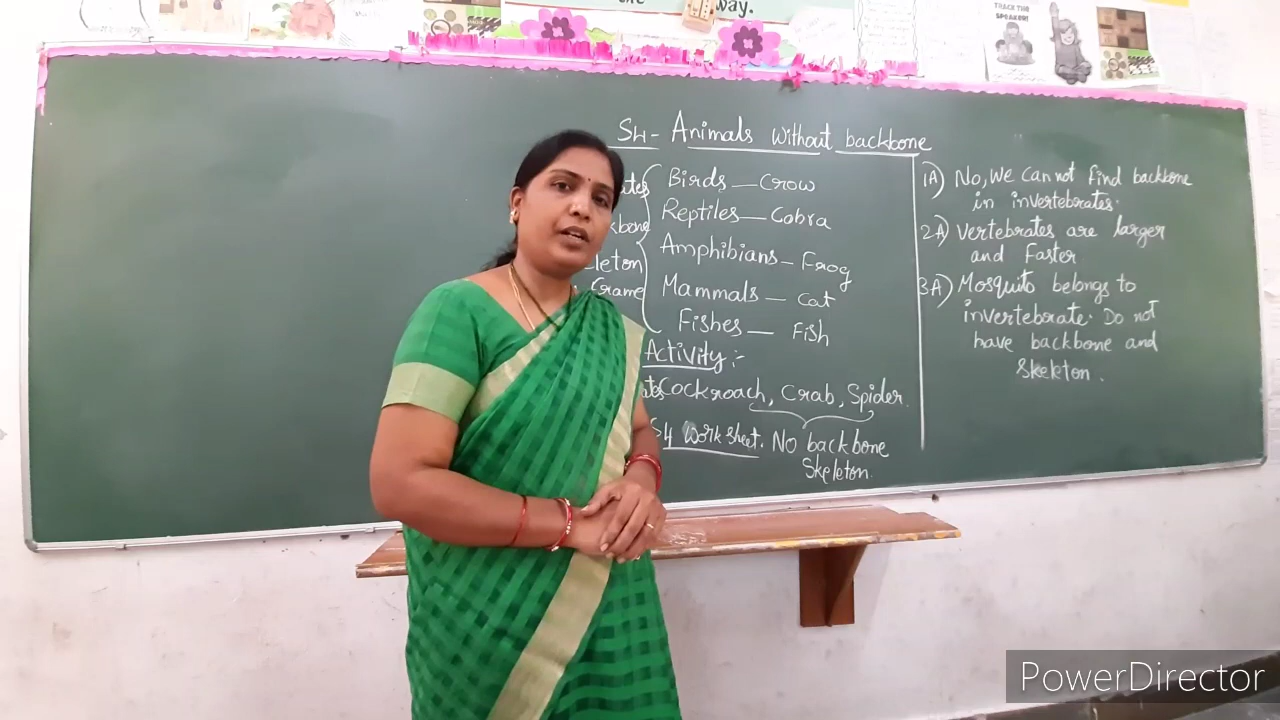 way.
TRACK THE
SPEAKER!
SH- Animals without backbone
Birds — Crow
Reptiles — Cobra
Amphibians — Frog
Mammals — Cat
Fishes — Fish
Activity :-
Cockroach, Crab, Spider.
Work sheet. No backbone
Skeleton.
1A) No, We can not find backbone
in invertebrates.
2A) Vertebrates are larger
and Faster
3A) Mosquito belongs to
invertebrate. Do not
have backbone and
Skeleton.
PowerDirector